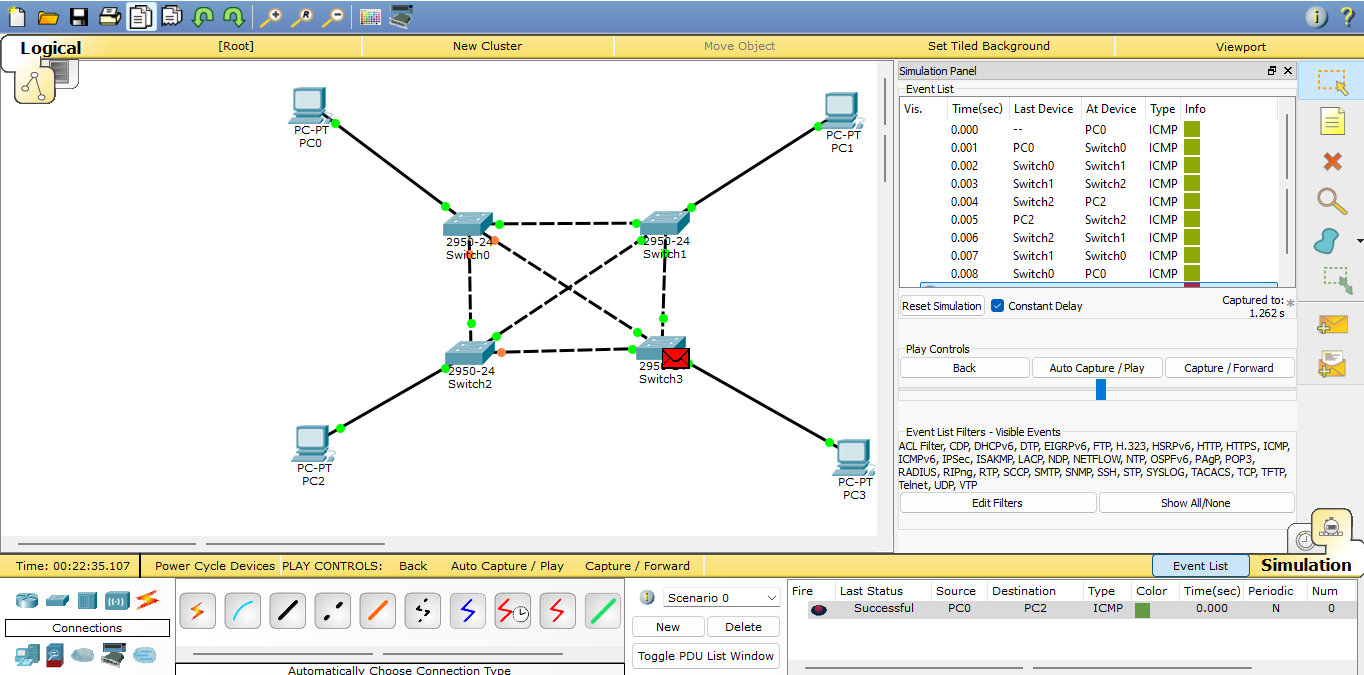 Logical
[Root]
New Cluster
Move Object
Set Tiled Background
Viewport
PC-PT
PC0
PC-PT
PC1
2950-24
Switch0
2950-24
Switch1
2950-24
Switch2
Switch3
PC-PT
PC2
PC-PT
PC3
Simulation Panel
Event List
Vis. Time(sec) Last Device At Device Type Info
0.000 -- PC0 ICMP
0.001 PC0 Switch0 ICMP
0.002 Switch0 Switch1 ICMP
0.003 Switch1 Switch2 ICMP
0.004 Switch2 PC2 ICMP
0.005 PC2 Switch2 ICMP
0.006 Switch2 Switch1 ICMP
0.007 Switch1 Switch0 ICMP
0.008 Switch0 PC0 ICMP
Reset Simulation
Constant Delay
Captured to: *
1.262 s
Play Controls
Back
Auto Capture / Play
Capture / Forward
Event List Filters - Visible Events
ACL Filter, CDP, DHCPv6, DTP, EIGRPv6, FTP, H.323, HSRPv6, HTTP, HTTPS, ICMP,
ICMPv6, IPSec, ISAKMP, LACP, NDP, NETFLOW, NTP, OSPFv6, PAgP, POP3,
RADIUS, RIPng, RTP, SCCP, SMTP, SNMP, SSH, STP, SYSLOG, TACACS, TCP, TFTP,
Telnet, UDP, VTP
Edit Filters
Show All/None
Time: 00:22:35.107
Power Cycle Devices PLAY CONTROLS: Back Auto Capture / Play Capture / Forward
Event List
Simulation
Connections
Automatically Choose Connection Type
Scenario 0
New
Delete
Toggle PDU List Window
Fire Last Status Source Destination Type Color Time(sec) Periodic Num
Successful PC0 PC2 ICMP 0.000 N 0